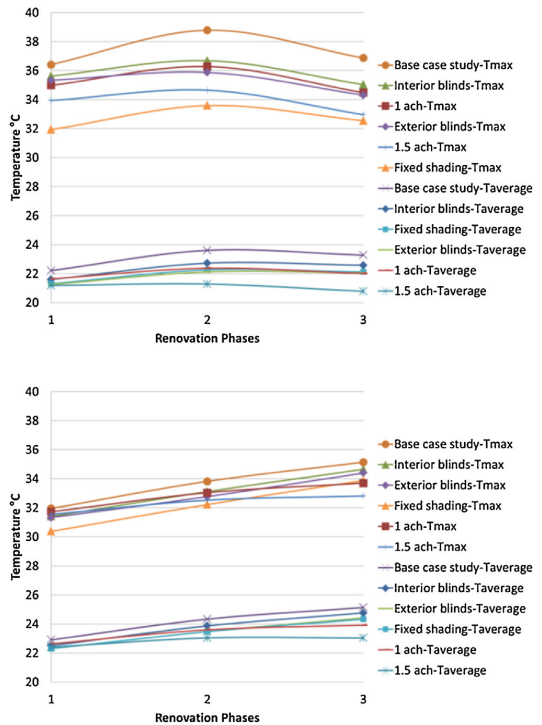 40
38
36
34
32
30
28
26
24
22
20
Temperature °C
1 2 3
Renovation Phases
Base case study-Tmax
Interior blinds-Tmax
1 ach-Tmax
Exterior blinds-Tmax
1.5 ach-Tmax
Fixed shading-Tmax
Base case study-Taverage
Interior blinds-Taverage
Fixed shading-Taverage
Exterior blinds-Taverage
1 ach-Taverage
1.5 ach-Taverage
40
38
36
34
32
30
28
26
24
22
20
Temperature °C
1 2 3
Renovation Phases
Base case study-Tmax
Interior blinds-Tmax
Exterior blinds-Tmax
Fixed shading-Tmax
1 ach-Tmax
1.5 ach-Tmax
Base case study-Taverage
Interior blinds-Taverage
Exterior blinds-Taverage
Fixed shading-Taverage
1 ach-Taverage
1.5 ach-Taverage